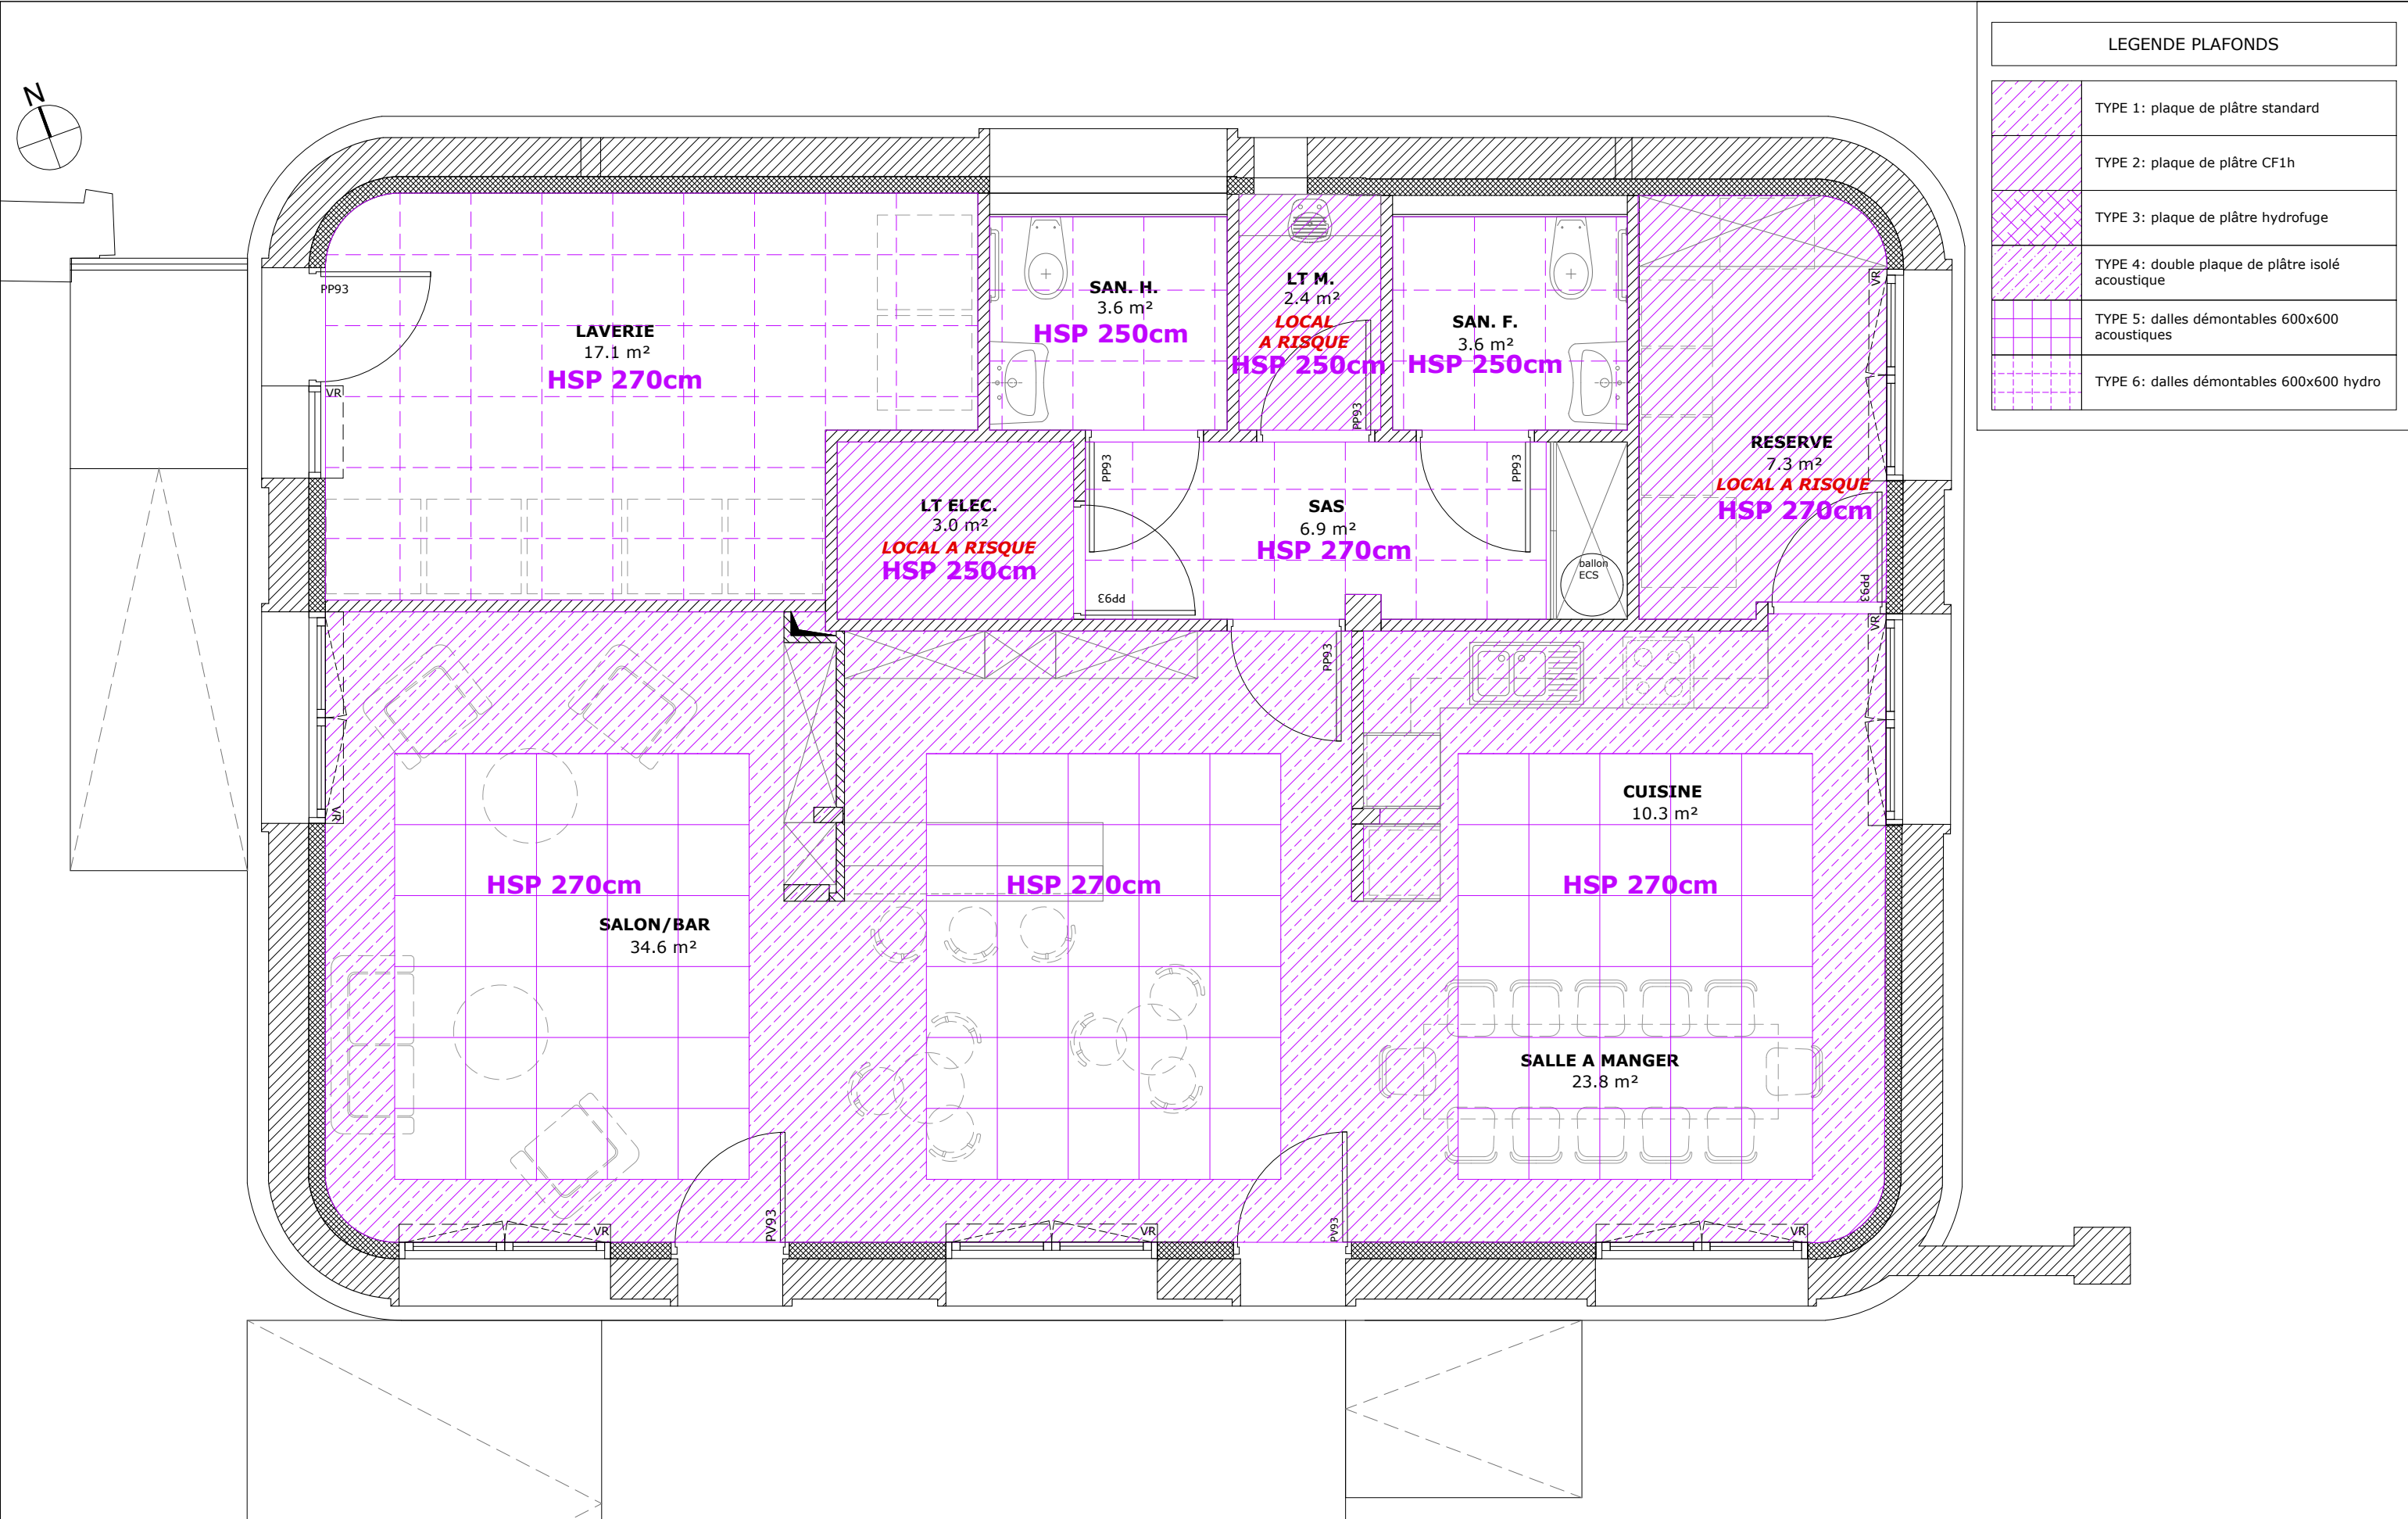 LEGENDE PLAFONDS
TYPE 1: plaque de plâtre standard
TYPE 2: plaque de plâtre CF1h
TYPE 3: plaque de plâtre hydrofuge
TYPE 4: double plaque de plâtre isolé
acoustique
TYPE 5: dalles démontables 600x600
acoustiques
TYPE 6: dalles démontables 600x600 hydro
N
PP93
VR
LAVERIE
17.1 m²
HSP 270cm
SAN. H.
3.6 m²
HSP 250cm
LT M.
2.4 m²
LOCAL
A RISQUE
HSP 250cm
PP93
SAN. F.
3.6 m²
HSP 250cm
VR
RESERVE
7.3 m²
LOCAL A RISQUE
HSP 270cm
PP93
LT ELEC.
3.0 m²
LOCAL A RISQUE
HSP 250cm
PP93
PP93
PP93
SAS
6.9 m²
HSP 270cm
ballon
ECS
VR
PP93
VR
CUISINE
10.3 m²
HSP 270cm
HSP 270cm
HSP 270cm
SALON/BAR
34.6 m²
SALLE A MANGER
23.8 m²
VR
PV93
VR
PV93
VR